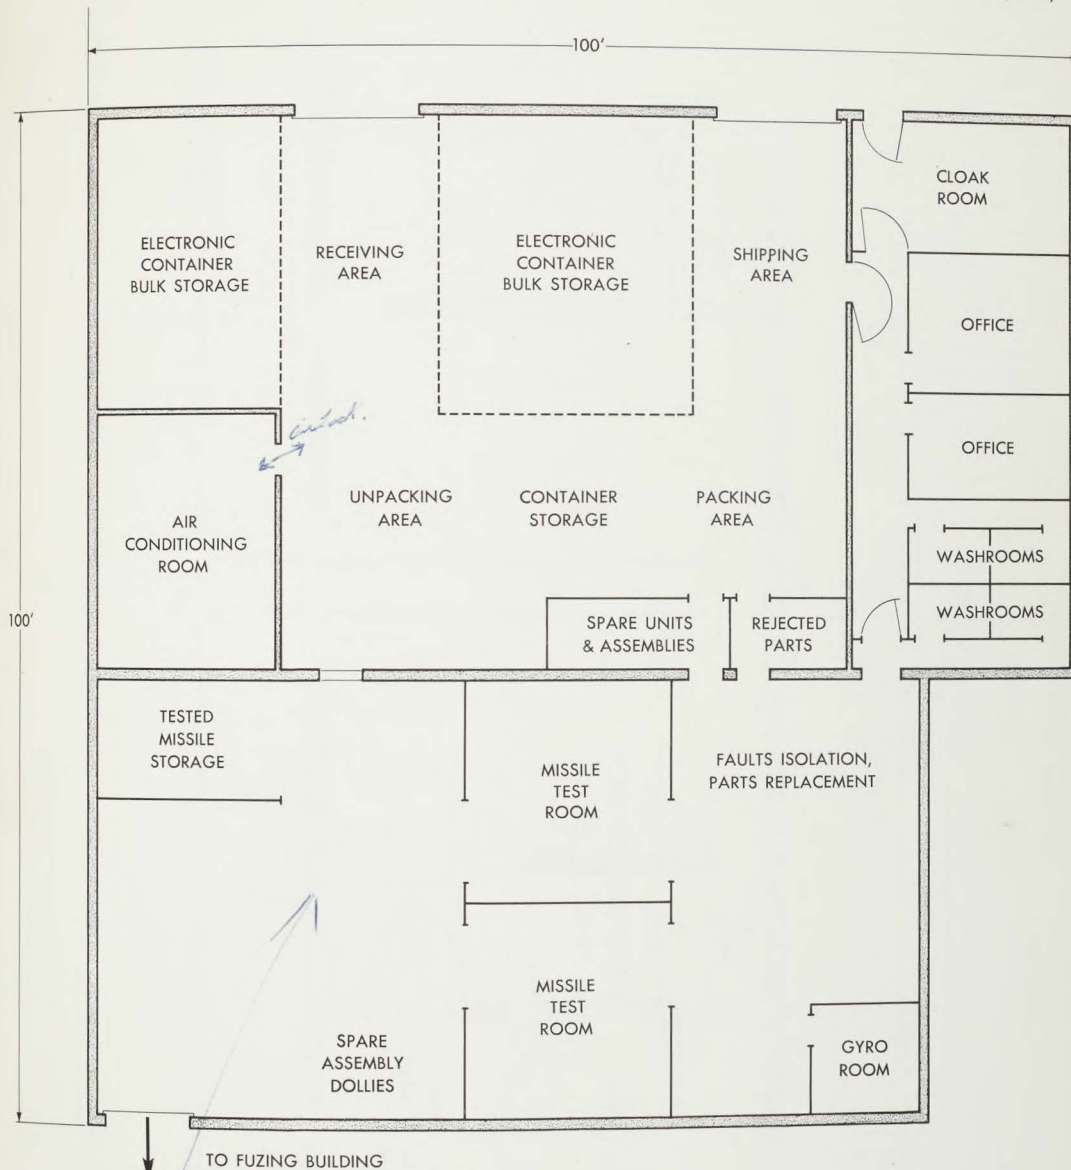 100'
CLOAK
ROOM
ELECTRONIC
CONTAINER
BULK STORAGE
RECEIVING
AREA
ELECTRONIC
CONTAINER
BULK STORAGE
SHIPPING
AREA
OFFICE
airlock.
OFFICE
AIR
CONDITIONING
ROOM
UNPACKING
AREA
CONTAINER
STORAGE
PACKING
AREA
WASHROOMS
WASHROOMS
100'
SPARE UNITS
& ASSEMBLIES
REJECTED
PARTS
TESTED
MISSILE
STORAGE
MISSILE
TEST
ROOM
FAULTS ISOLATION,
PARTS REPLACEMENT
MISSILE
TEST
ROOM
SPARE
ASSEMBLY
DOLLIES
GYRO
ROOM
TO FUZING BUILDING